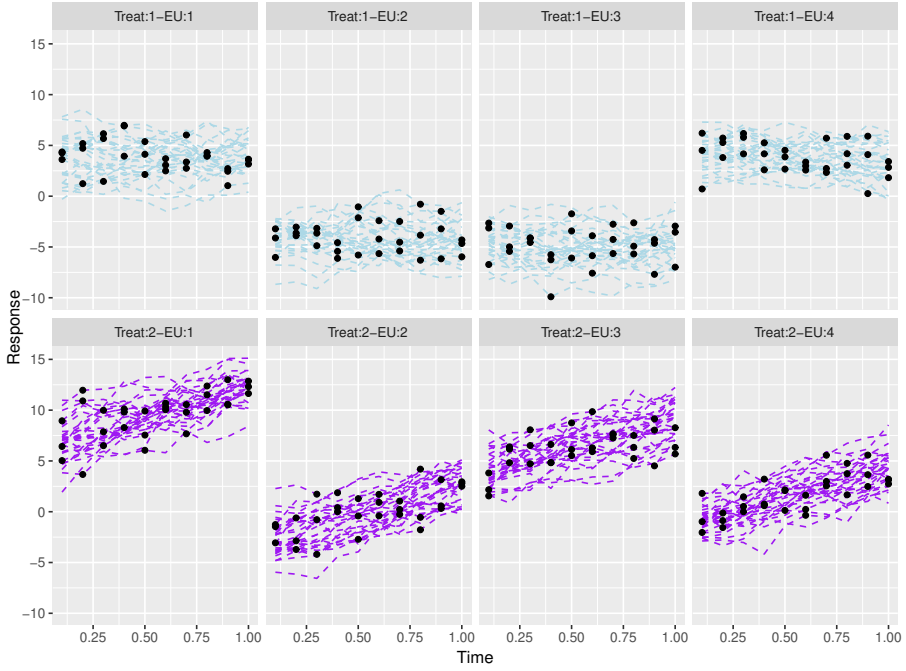 Treat:1−EU:1 Treat:1−EU:2 Treat:1−EU:3 Treat:1−EU:4
15
10
5
0
−5
−10
Response
Treat:2−EU:1 Treat:2−EU:2 Treat:2−EU:3 Treat:2−EU:4
15
10
5
0
−5
−10
0.25 0.50 0.75 1.00 0.25 0.50 0.75 1.00 0.25 0.50 0.75 1.00 0.25 0.50 0.75 1.00
Time